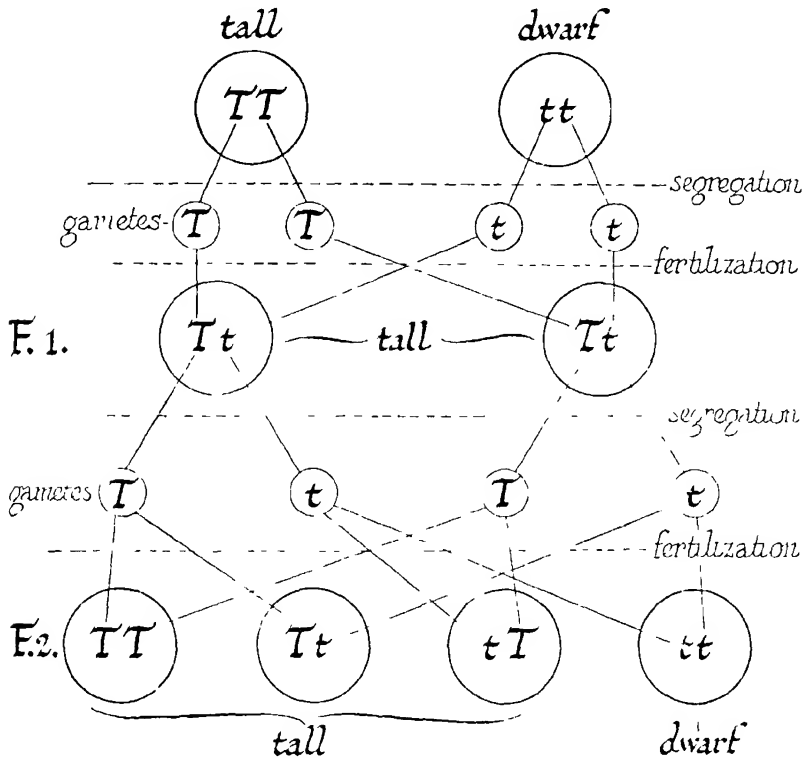 tall dwarf
TT tt
segregation
gametes T T t t
fertilization
F.1. Tt tall Tt
segregation
gametes T t T t
fertilization
F.2. TT Tt tT tt
tall dwarf